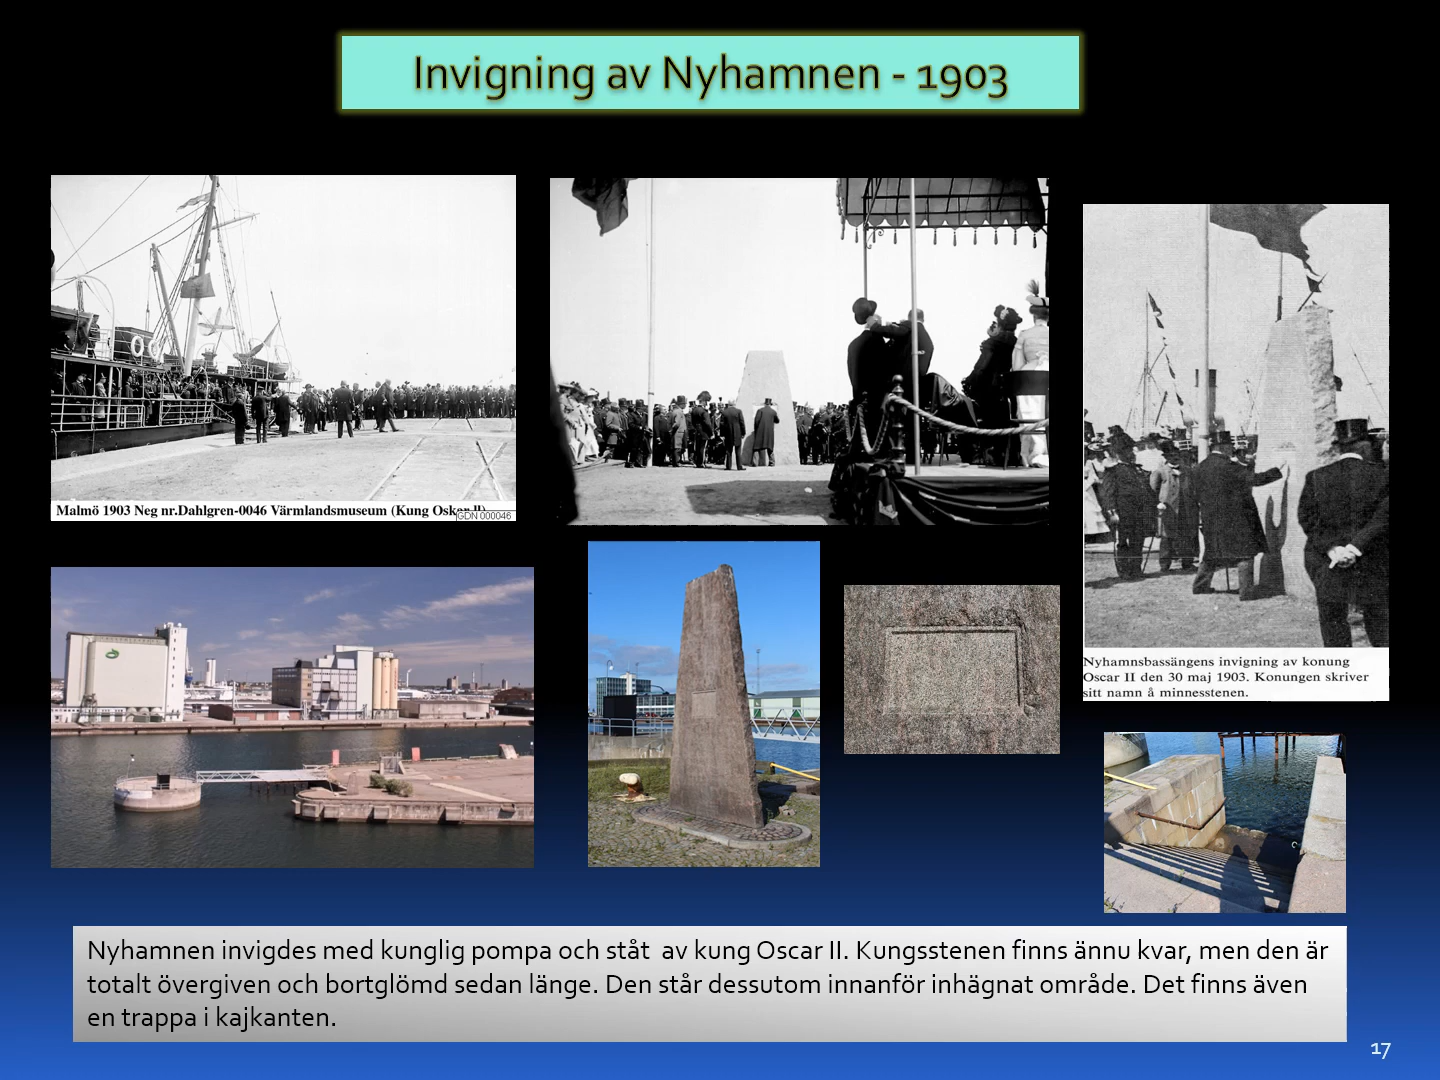 Invigning av Nyhamnen - 1903
Malmö 1903 Neg nr.Dahlgren-0046 Värmlandsmuseum (Kung Oskar II)
GDN 000046
Nyhamnsbassängens invigning av konung
Oscar II den 30 maj 1903. Konungen skriver
sitt namn å minnesstenen.
Nyhamnen invigdes med kunglig pompa och ståt av kung Oscar II. Kungsstenen finns ännu kvar, men den är
totalt övergiven och bortglömd sedan länge. Den står dessutom innanför inhägnat område. Det finns även
en trappa i kajkanten.
17